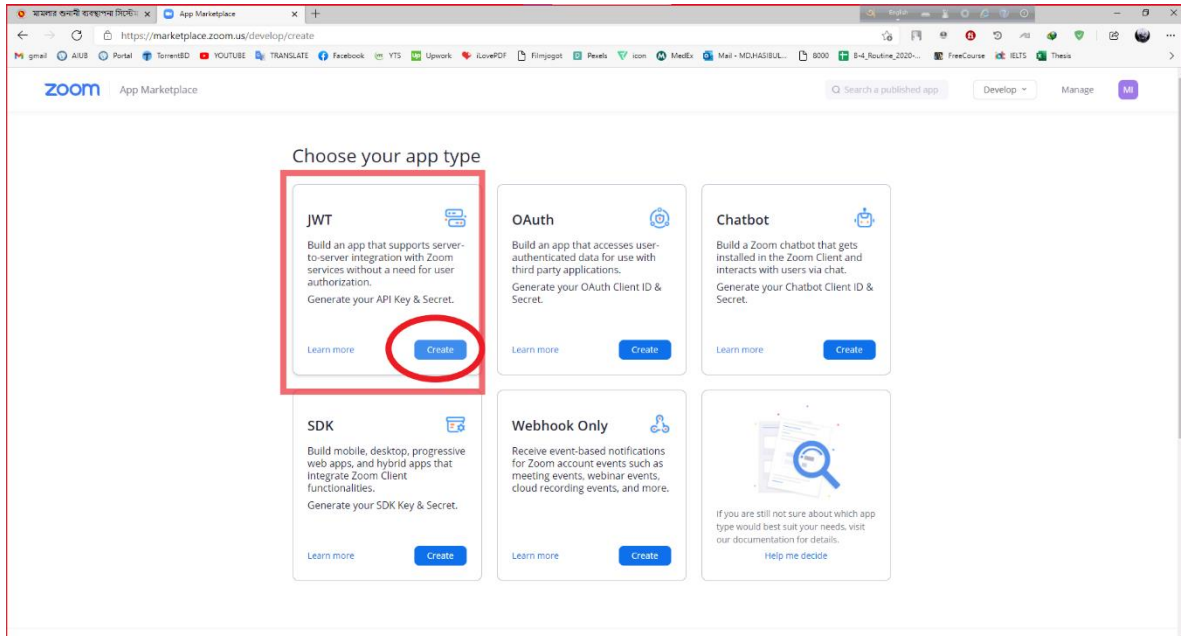 মামলার শুনানী ব্যবস্থাপনা সিস্টে
App Marketplace
https://marketplace.zoom.us/develop/create
gmail AIUB Portal TorrentBD YOUTUBE TRANSLATE Facebook YTS Upwork iLovePDF Filmjogot Pexels icon MedEx Mail - MD.HASIBUL... 8000 8-4_Routine_2020-... FreeCourse IELTS Thesis
zoom App Marketplace Search a published app Develop Manage MI
Choose your app type
JWT
Build an app that supports server-
to-server integration with Zoom
services without a need for user
authorization.
Generate your API Key & Secret.
Learn more Create
OAuth
Build an app that accesses user-
authenticated data for use with
third party applications.
Generate your OAuth Client ID &
Secret.
Learn more Create
Chatbot
Build a Zoom chatbot that gets
installed in the Zoom Client and
interacts with users via chat.
Generate your Chatbot Client ID &
Secret.
Learn more Create
SDK
Build mobile, desktop, progressive
web apps, and hybrid apps that
integrate Zoom Client
functionalities.
Generate your SDK Key & Secret.
Learn more Create
Webhook Only
Receive event-based notifications
for Zoom account events such as
meeting events, webinar events,
cloud recording events, and more.
Learn more Create
If you are still not sure about which app
type would best suit your needs, visit
our documentation for details.
Help me decide